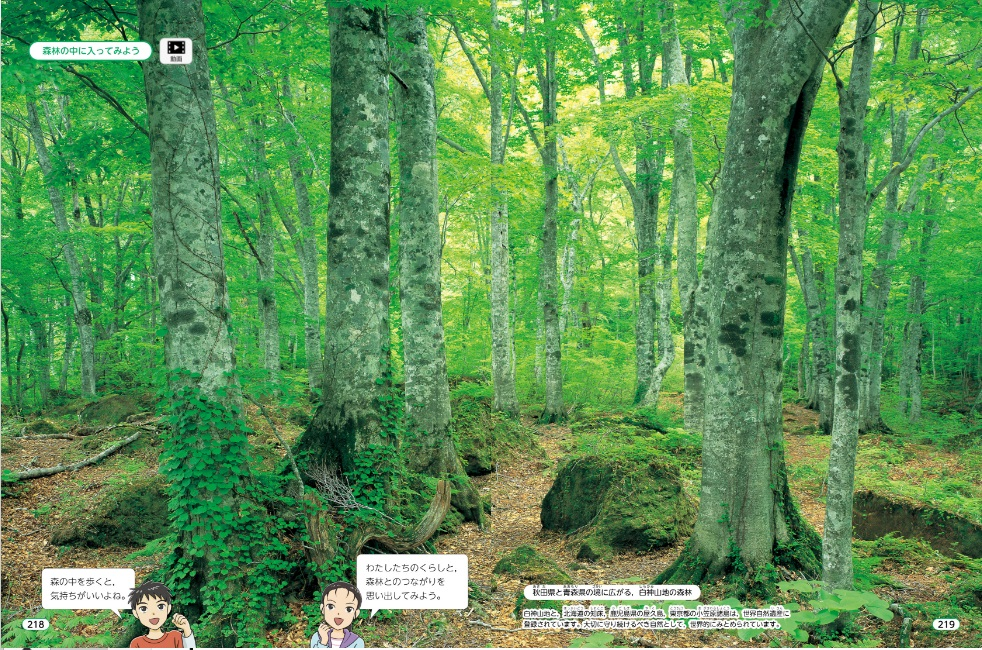 森林の中に入ってみよう
動画
森の中を歩くと，
気持ちがいいよね。
わたしたちのくらしと，
森林とのつながりを
思い出してみよう。
秋田県と青森県の境に広がる，白神山地の森林
白神山地と，北海道の知床，鹿児島県の屋久島，東京都の小笠原諸島は，世界自然遺産に
登録されています。大切に守り続けるべき自然として，世界的にみとめられています。
218
219